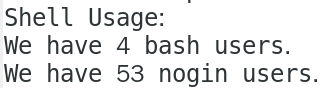 Shell Usage:
We have 4 bash users.
We have 53 nogin users.